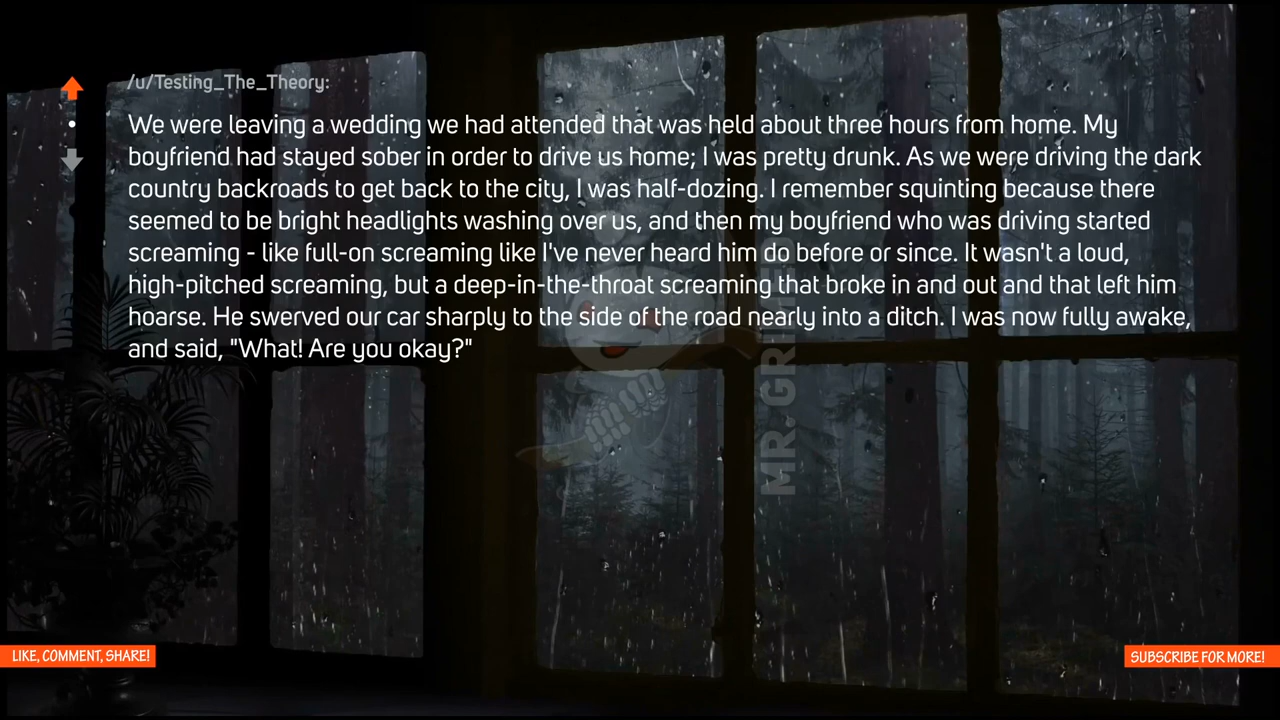 /u/Testing_The_Theory:
We were leaving a wedding we had attended that was held about three hours from home. My
boyfriend had stayed sober in order to drive us home; I was pretty drunk. As we were driving the dark
country backroads to get back to the city, I was half-dozing. I remember squinting because there
seemed to be bright headlights washing over us, and then my boyfriend who was driving started
screaming - like full-on screaming like I've never heard him do before or since. It wasn't a loud,
high-pitched screaming, but a deep-in-the-throat screaming that broke in and out and that left him
hoarse. He swerved our car sharply to the side of the road nearly into a ditch. I was now fully awake,
and said, "What! Are you okay?"
LIKE, COMMENT, SHARE!
SUBSCRIBE FOR MORE!